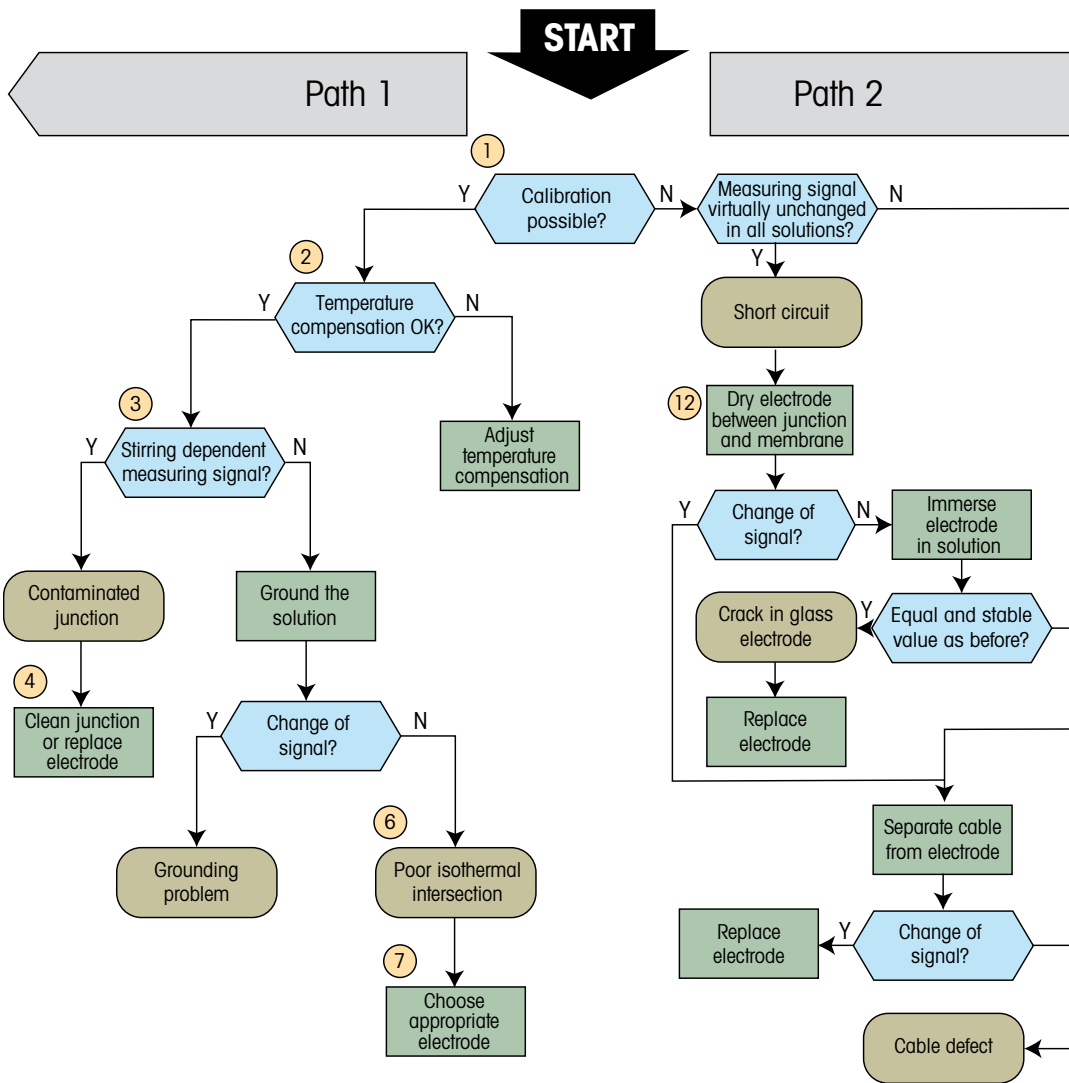 START
Path 1
Path 2
1
Y
Calibration
possible?
N
Measuring signal
virtually unchanged
in all solutions?
N
Y
2
Y
Temperature
compensation OK?
N
Short circuit
3
Y
Stirring dependent
measuring signal?
N
Adjust
temperature
compensation
12
Dry electrode
between junction
and membrane
Y
Change of
signal?
N
Immerse
electrode
in solution
Contaminated
junction
Ground the
solution
Crack in glass
electrode
Y
Equal and stable
value as before?
4
Clean junction
or replace
electrode
Y
Change of
signal?
N
Replace
electrode
Grounding
problem
6
Poor isothermal
intersection
Separate cable
from electrode
7
Choose
appropriate
electrode
Replace
electrode
Y
Change of
signal?
Cable defect